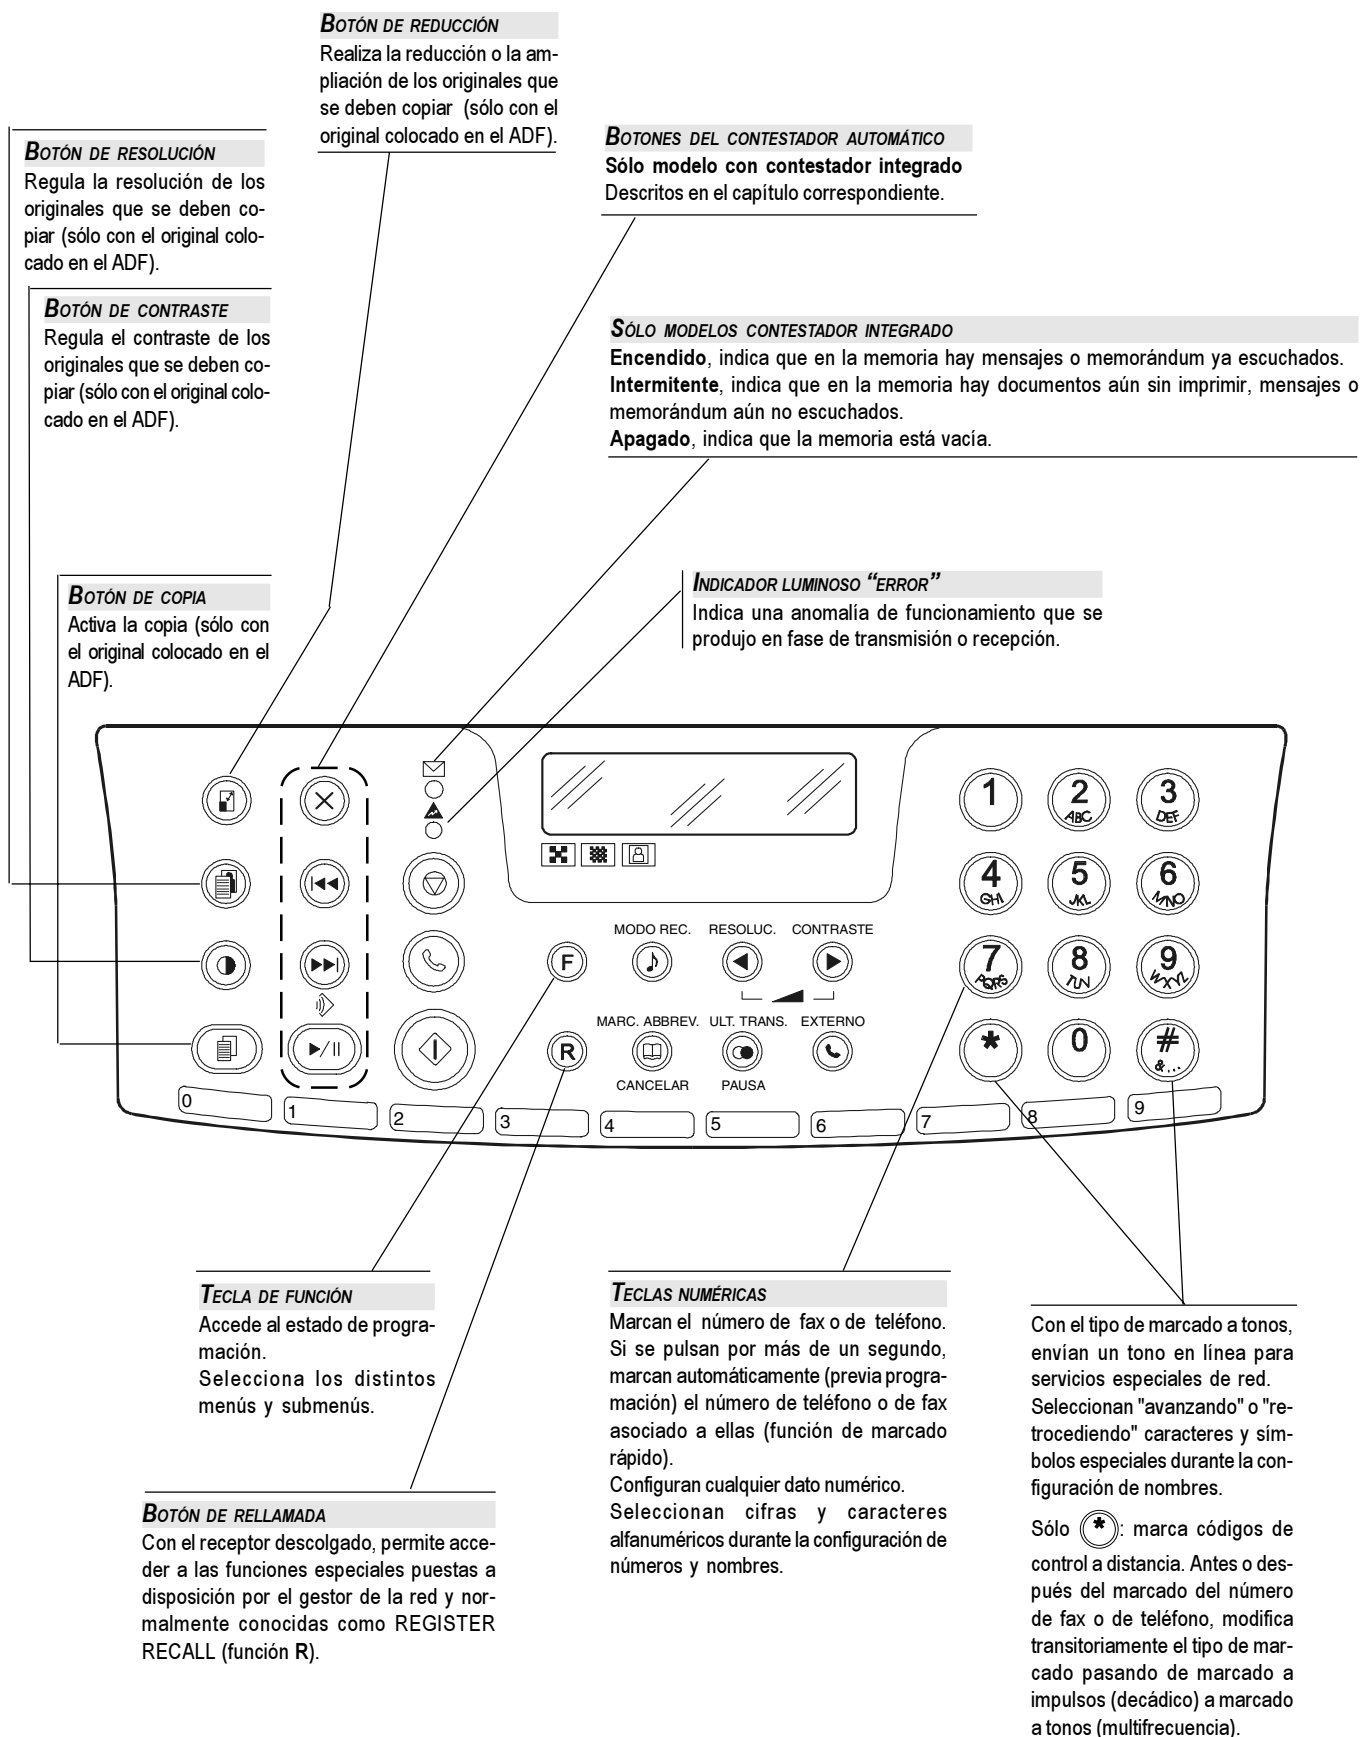 BOTÓN DE REDUCCIÓN
Realiza la reducción o la am-
pliación de los originales que
se deben copiar (sólo con el
original colocado en el ADF).
BOTÓN DE RESOLUCIÓN
Regula la resolución de los
originales que se deben co-
piar (sólo con el original colo-
cado en el ADF).
BOTONES DEL CONTESTADOR AUTOMÁTICO
Sólo modelo con contestador integrado
Descritos en el capítulo correspondiente.
BOTÓN DE CONTRASTE
Regula el contraste de los
originales que se deben co-
piar (sólo con el original colo-
cado en el ADF).
SÓLO MODELOS CONTESTADOR INTEGRADO
Encendido, indica que en la memoria hay mensajes o memorándum ya escuchados.
Intermitente, indica que en la memoria hay documentos aún sin imprimir, mensajes o
memorándum aún no escuchados.
Apagado, indica que la memoria está vacía.
BOTÓN DE COPIA
Activa la copia (sólo con
el original colocado en el
ADF).
INDICADOR LUMINOSO “ERROR”
Indica una anomalía de funcionamiento que se
produjo en fase de transmisión o recepción.
1
2 ABC
3 DEF
4 GHI
5 JKL
6 MNO
MODO REC. RESOLUC. CONTRASTE
F
7 PQRS
8 TUV
9 WXYZ
MARC. ABBREV. ULT. TRANS. EXTERNO
R
*
0
# &...
CANCELAR PAUSA
0 1 2 3 4 5 6 7 8 9
TECLA DE FUNCIÓN
Accede al estado de progra-
mación.
Selecciona los distintos
menús y submenús.
TECLAS NUMÉRICAS
Marcan el número de fax o de teléfono.
Si se pulsan por más de un segundo,
marcan automáticamente (previa progra-
mación) el número de teléfono o de fax
asociado a ellas (función de marcado
rápido).
Configuran cualquier dato numérico.
Seleccionan cifras y caracteres
alfanuméricos durante la configuración de
números y nombres.
Con el tipo de marcado a tonos,
envían un tono en línea para
servicios especiales de red.
Seleccionan "avanzando" o "re-
trocediendo" caracteres y sím-
bolos especiales durante la con-
figuración de nombres.
Sólo *: marca códigos de
control a distancia. Antes o des-
pués del marcado del número
de fax o de teléfono, modifica
transitoriamente el tipo de mar-
cado pasando de marcado a
impulsos (decádico) a marcado
a tonos (multifrecuencia).
BOTÓN DE RELLAMADA
Con el receptor descolgado, permite acce-
der a las funciones especiales puestas a
disposición por el gestor de la red y nor-
malmente conocidas como REGISTER
RECALL (función R).